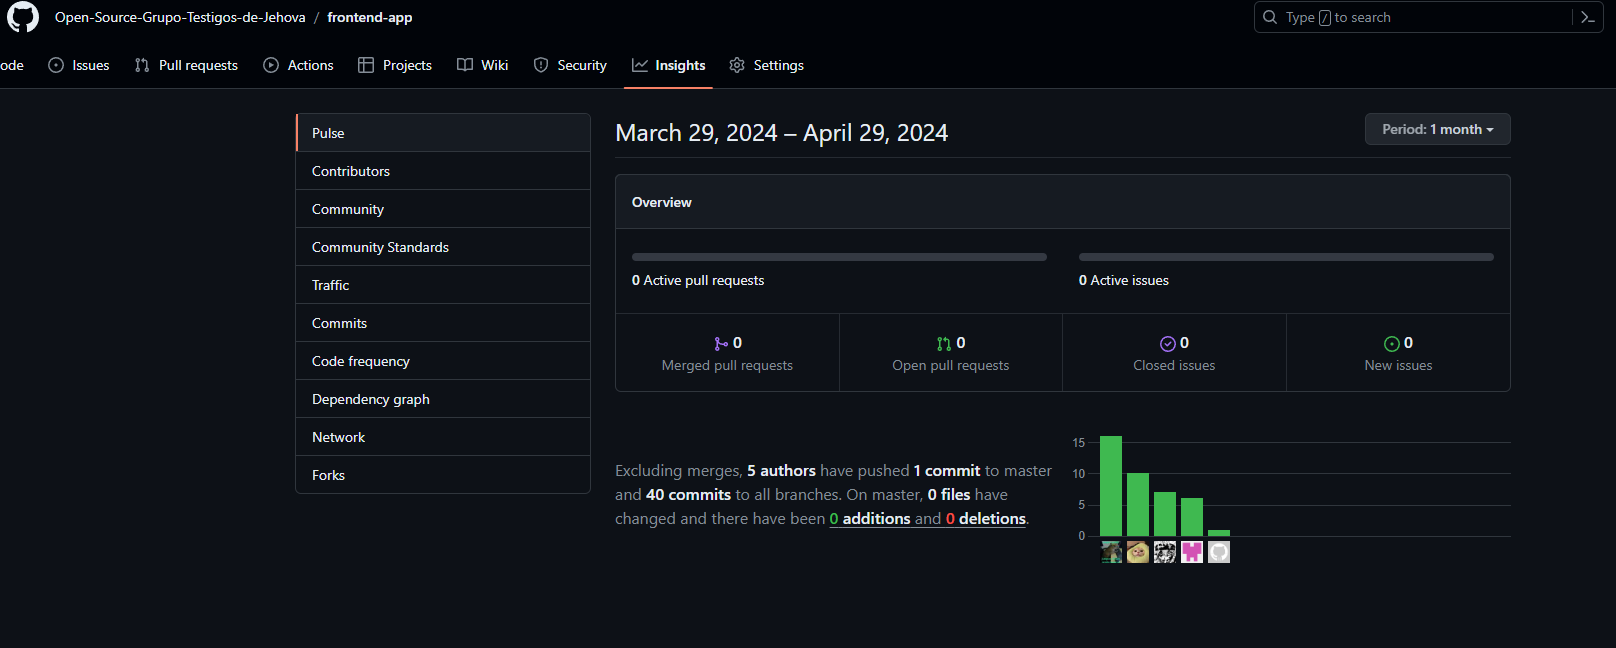 Open-Source-Grupo-Testigos-de-Jehova / frontend-app
Type / to search
ode Issues Pull requests Actions Projects Wiki Security Insights Settings
Pulse
Contributors
Community
Community Standards
Traffic
Commits
Code frequency
Dependency graph
Network
Forks
March 29, 2024 – April 29, 2024
Period: 1 month
Overview
0 Active pull requests
0 Active issues
0
Merged pull requests
0
Open pull requests
0
Closed issues
0
New issues
Excluding merges, 5 authors have pushed 1 commit to master
and 40 commits to all branches. On master, 0 files have
changed and there have been 0 additions and 0 deletions.
15
10
5
0